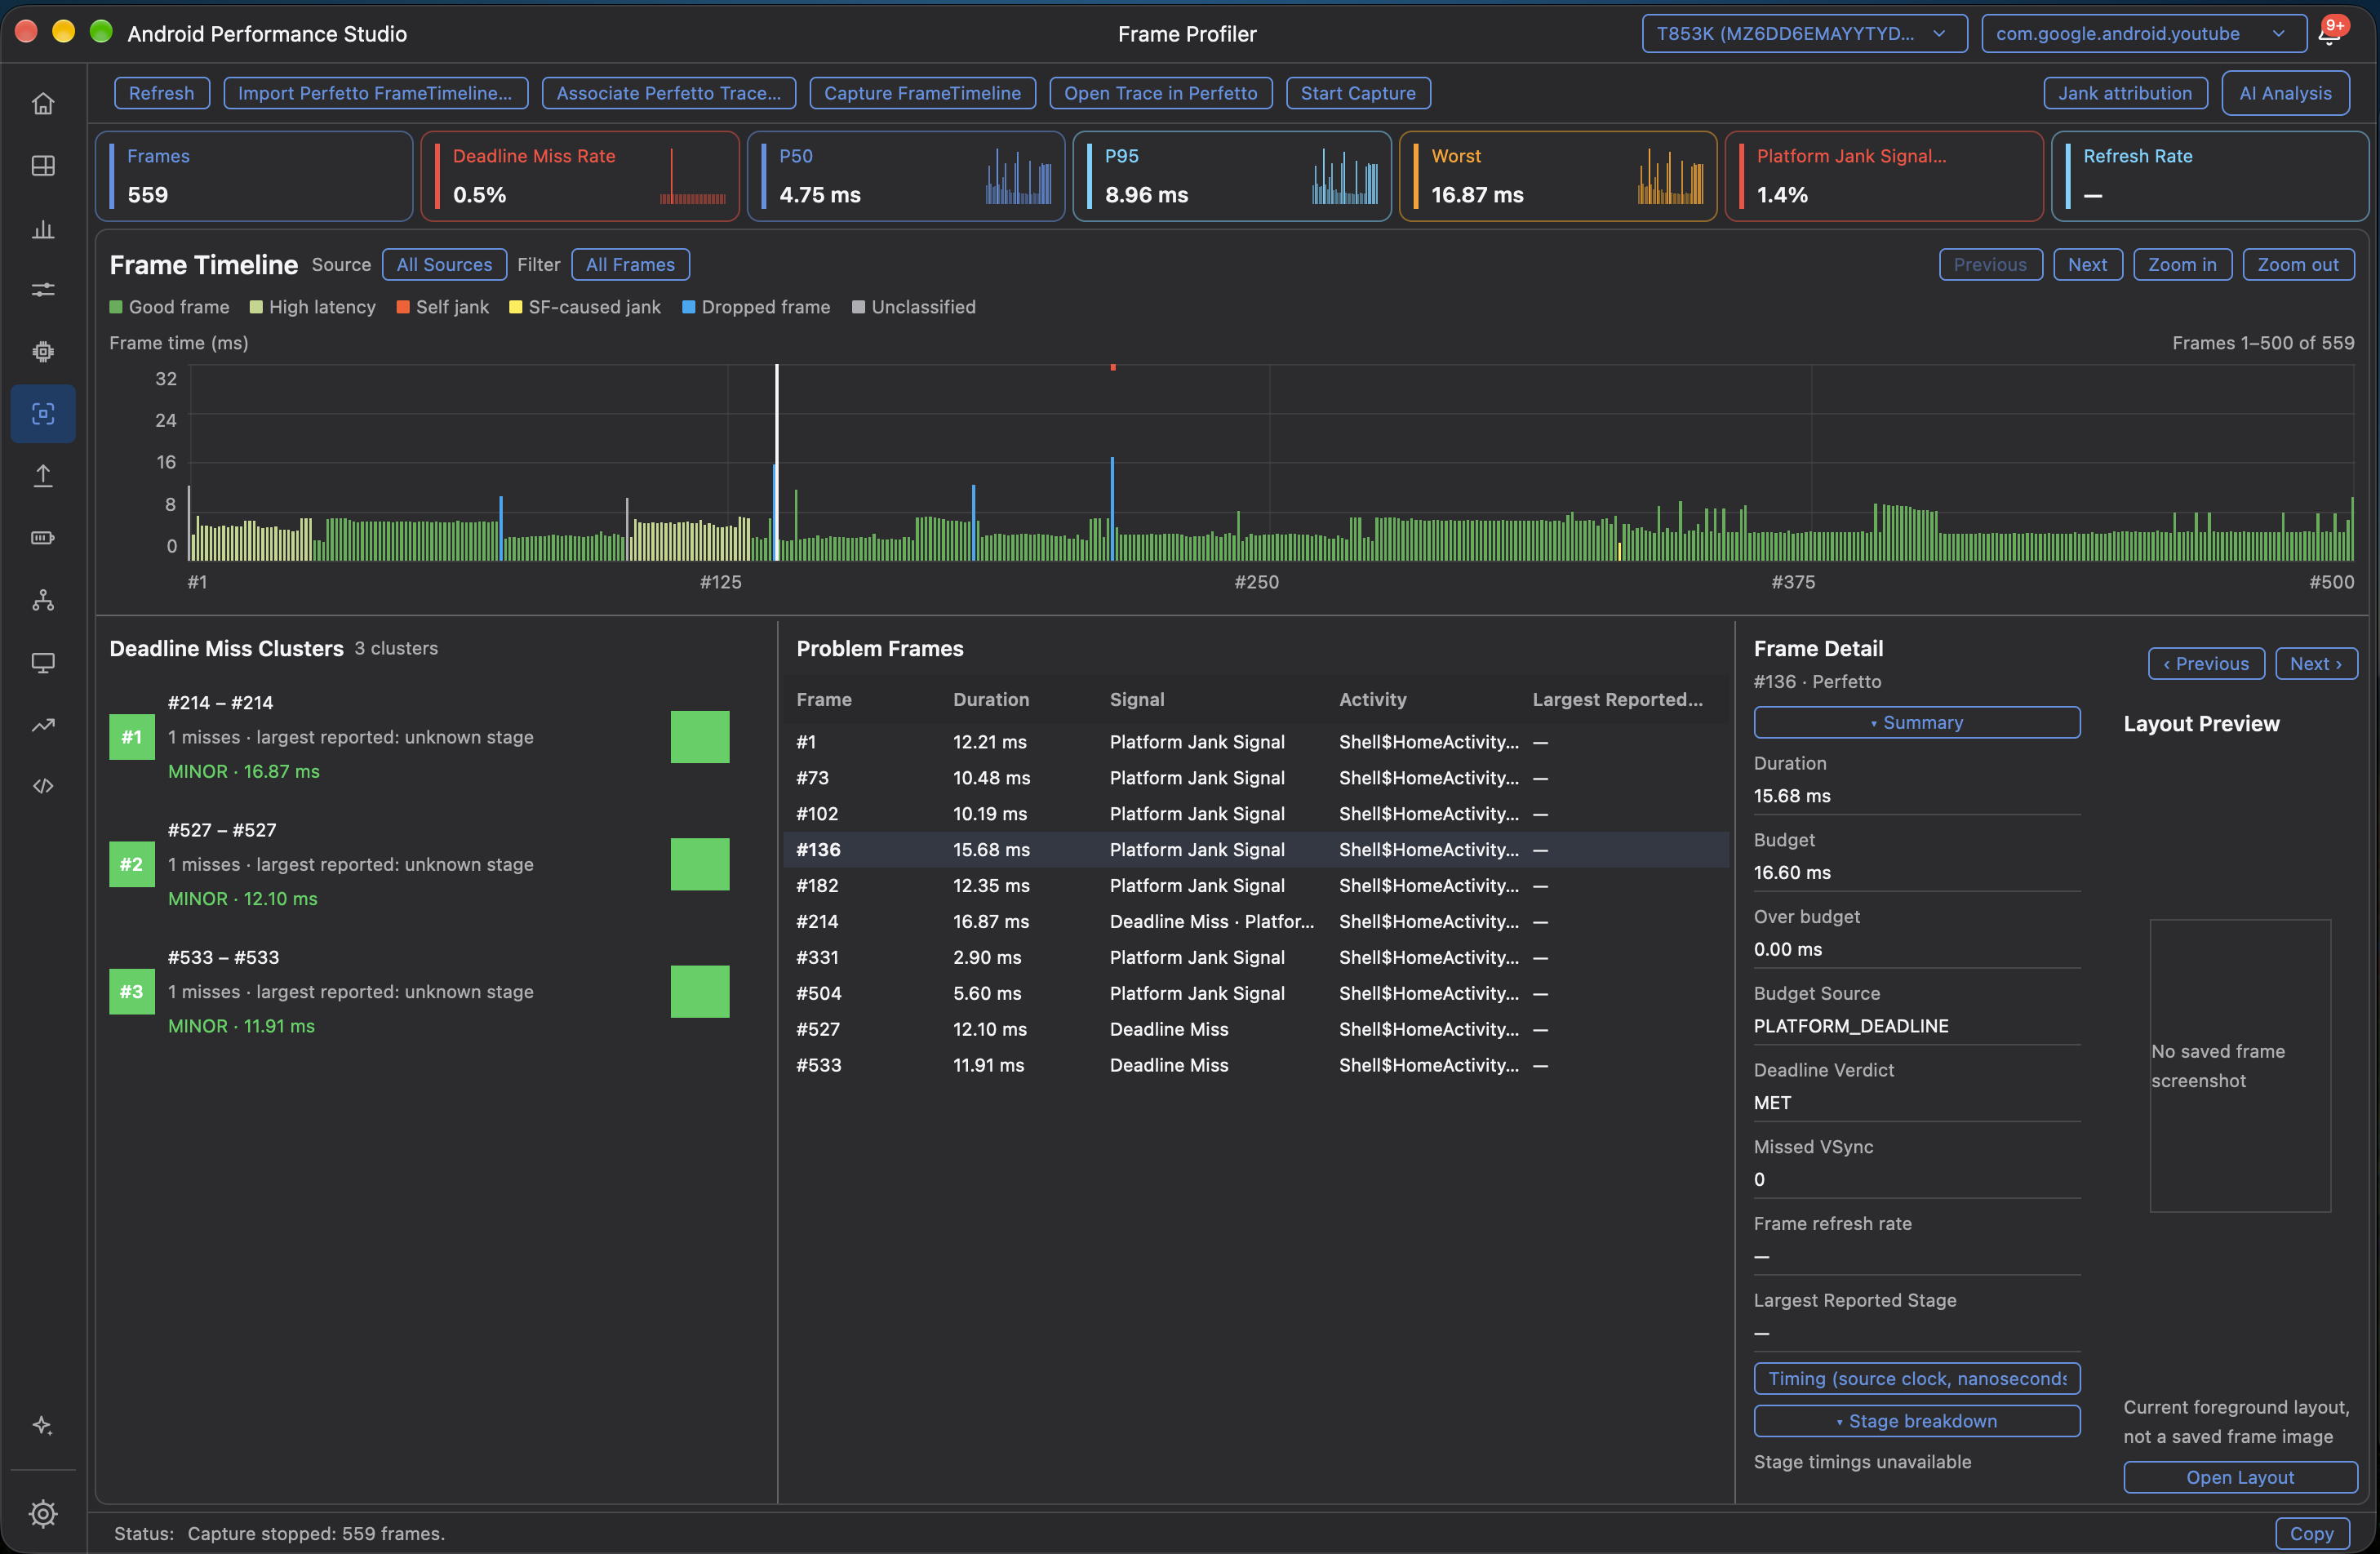 Android Performance Studio
Frame Profiler
T853K (MZ6DD6EMAYYTYD...
com.google.android.youtube
9+
Refresh
Import Perfetto FrameTimeline...
Associate Perfetto Trace...
Capture FrameTimeline
Open Trace in Perfetto
Start Capture
Jank attribution
AI Analysis
Frames
559
Deadline Miss Rate
0.5%
P50
4.75 ms
P95
8.96 ms
Worst
16.87 ms
Platform Jank Signal...
1.4%
Refresh Rate
—
Frame Timeline
Source
All Sources
Filter
All Frames
Previous
Next
Zoom in
Zoom out
Good frame
High latency
Self jank
SF-caused jank
Dropped frame
Unclassified
Frame time (ms)
Frames 1–500 of 559
32
24
16
8
0
#1
#125
#250
#375
#500
Deadline Miss Clusters 3 clusters
#1
#214 – #214
1 misses · largest reported: unknown stage
MINOR · 16.87 ms
#2
#527 – #527
1 misses · largest reported: unknown stage
MINOR · 12.10 ms
#3
#533 – #533
1 misses · largest reported: unknown stage
MINOR · 11.91 ms
Problem Frames
Frame Duration Signal Activity Largest Reported...
#1 12.21 ms Platform Jank Signal Shell$HomeActivity... —
#73 10.48 ms Platform Jank Signal Shell$HomeActivity... —
#102 10.19 ms Platform Jank Signal Shell$HomeActivity... —
#136 15.68 ms Platform Jank Signal Shell$HomeActivity... —
#182 12.35 ms Platform Jank Signal Shell$HomeActivity... —
#214 16.87 ms Deadline Miss · Platfor... Shell$HomeActivity... —
#331 2.90 ms Platform Jank Signal Shell$HomeActivity... —
#504 5.60 ms Platform Jank Signal Shell$HomeActivity... —
#527 12.10 ms Deadline Miss Shell$HomeActivity... —
#533 11.91 ms Deadline Miss Shell$HomeActivity... —
Frame Detail
#136 · Perfetto
‹ Previous
Next ›
▾ Summary
Duration
15.68 ms
Budget
16.60 ms
Over budget
0.00 ms
Budget Source
PLATFORM_DEADLINE
Deadline Verdict
MET
Missed VSync
0
Frame refresh rate
—
Largest Reported Stage
—
Timing (source clock, nanoseconds
▾ Stage breakdown
Stage timings unavailable
Layout Preview
No saved frame
screenshot
Current foreground layout,
not a saved frame image
Open Layout
Status: Capture stopped: 559 frames.
Copy